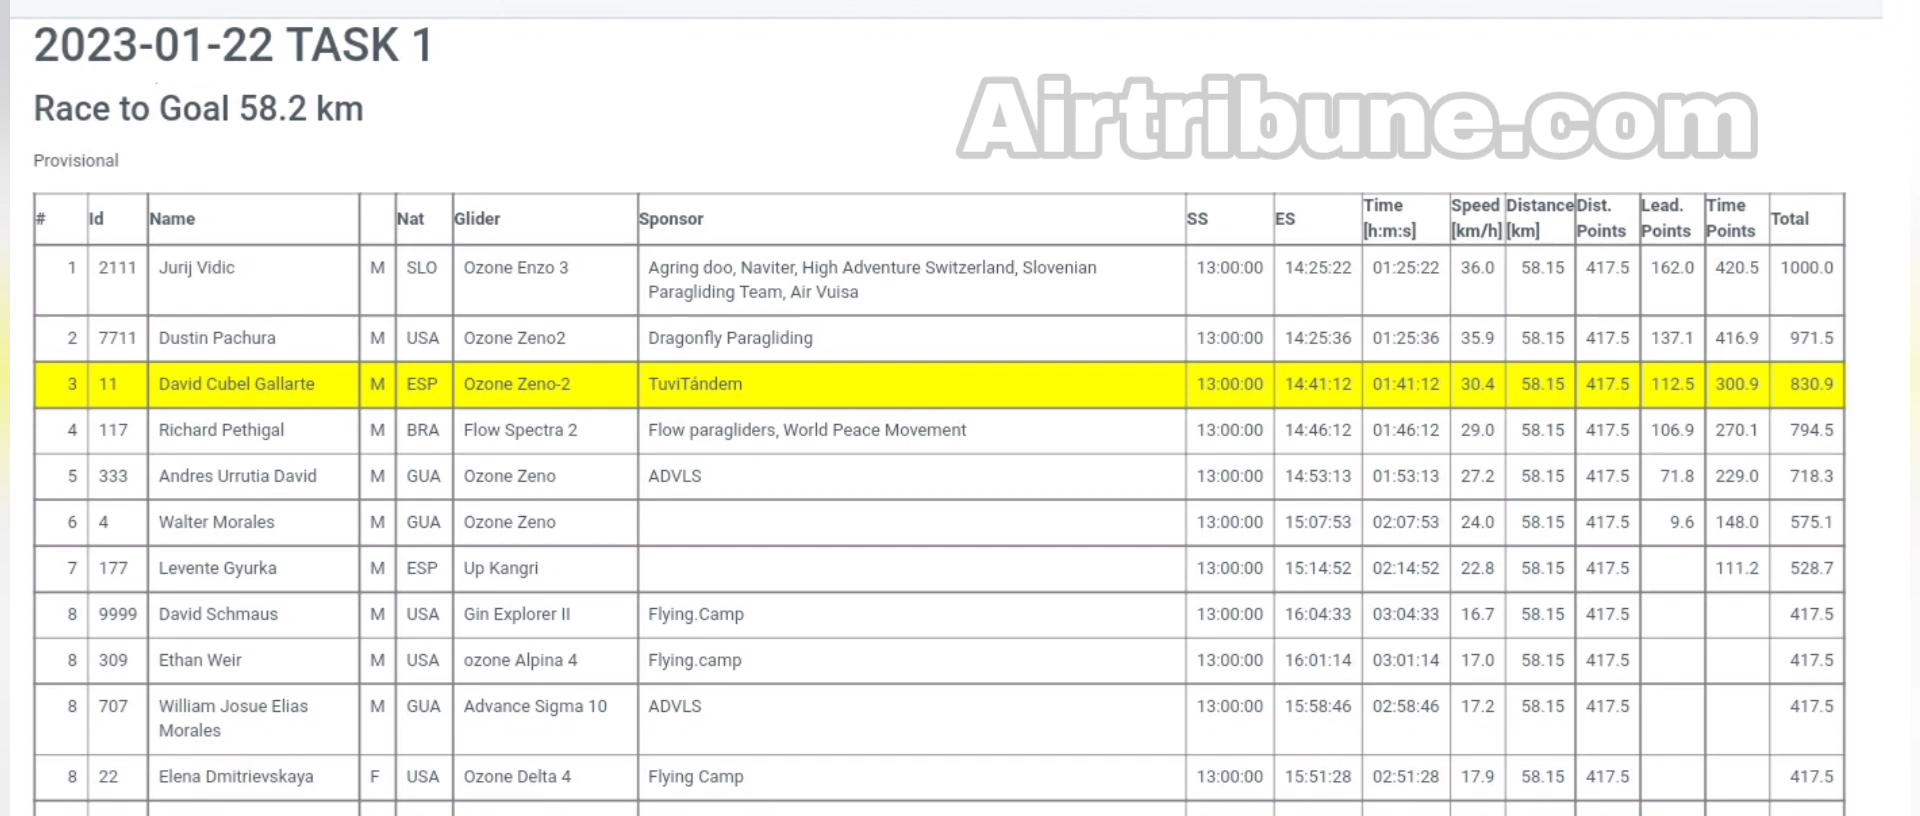 2023-01-22 TASK 1
Race to Goal 58.2 km
Airtribune.com
Provisional
# Id Name Nat Glider Sponsor SS ES Time [h:m:s] Speed [km/h] Distance [km] Dist. Points Lead. Points Time Points Total
1 2111 Jurij Vidic M SLO Ozone Enzo 3 Agring doo, Naviter, High Adventure Switzerland, Slovenian Paragliding Team, Air Vuisa 13:00:00 14:25:22 01:25:22 36.0 58.15 417.5 162.0 420.5 1000.0
2 7711 Dustin Pachura M USA Ozone Zeno2 Dragonfly Paragliding 13:00:00 14:25:36 01:25:36 35.9 58.15 417.5 137.1 416.9 971.5
3 11 David Cubel Gallarte M ESP Ozone Zeno-2 TuviTándem 13:00:00 14:41:12 01:41:12 30.4 58.15 417.5 112.5 300.9 830.9
4 117 Richard Pethigal M BRA Flow Spectra 2 Flow paragliders, World Peace Movement 13:00:00 14:46:12 01:46:12 29.0 58.15 417.5 106.9 270.1 794.5
5 333 Andres Urrutia David M GUA Ozone Zeno ADVLS 13:00:00 14:53:13 01:53:13 27.2 58.15 417.5 71.8 229.0 718.3
6 4 Walter Morales M GUA Ozone Zeno 13:00:00 15:07:53 02:07:53 24.0 58.15 417.5 9.6 148.0 575.1
7 177 Levente Gyurka M ESP Up Kangri 13:00:00 15:14:52 02:14:52 22.8 58.15 417.5 111.2 528.7
8 9999 David Schmaus M USA Gin Explorer II Flying.Camp 13:00:00 16:04:33 03:04:33 16.7 58.15 417.5 417.5
8 309 Ethan Weir M USA ozone Alpina 4 Flying.camp 13:00:00 16:01:14 03:01:14 17.0 58.15 417.5 417.5
8 707 William Josue Elias Morales M GUA Advance Sigma 10 ADVLS 13:00:00 15:58:46 02:58:46 17.2 58.15 417.5 417.5
8 22 Elena Dmitrievskaya F USA Ozone Delta 4 Flying Camp 13:00:00 15:51:28 02:51:28 17.9 58.15 417.5 417.5